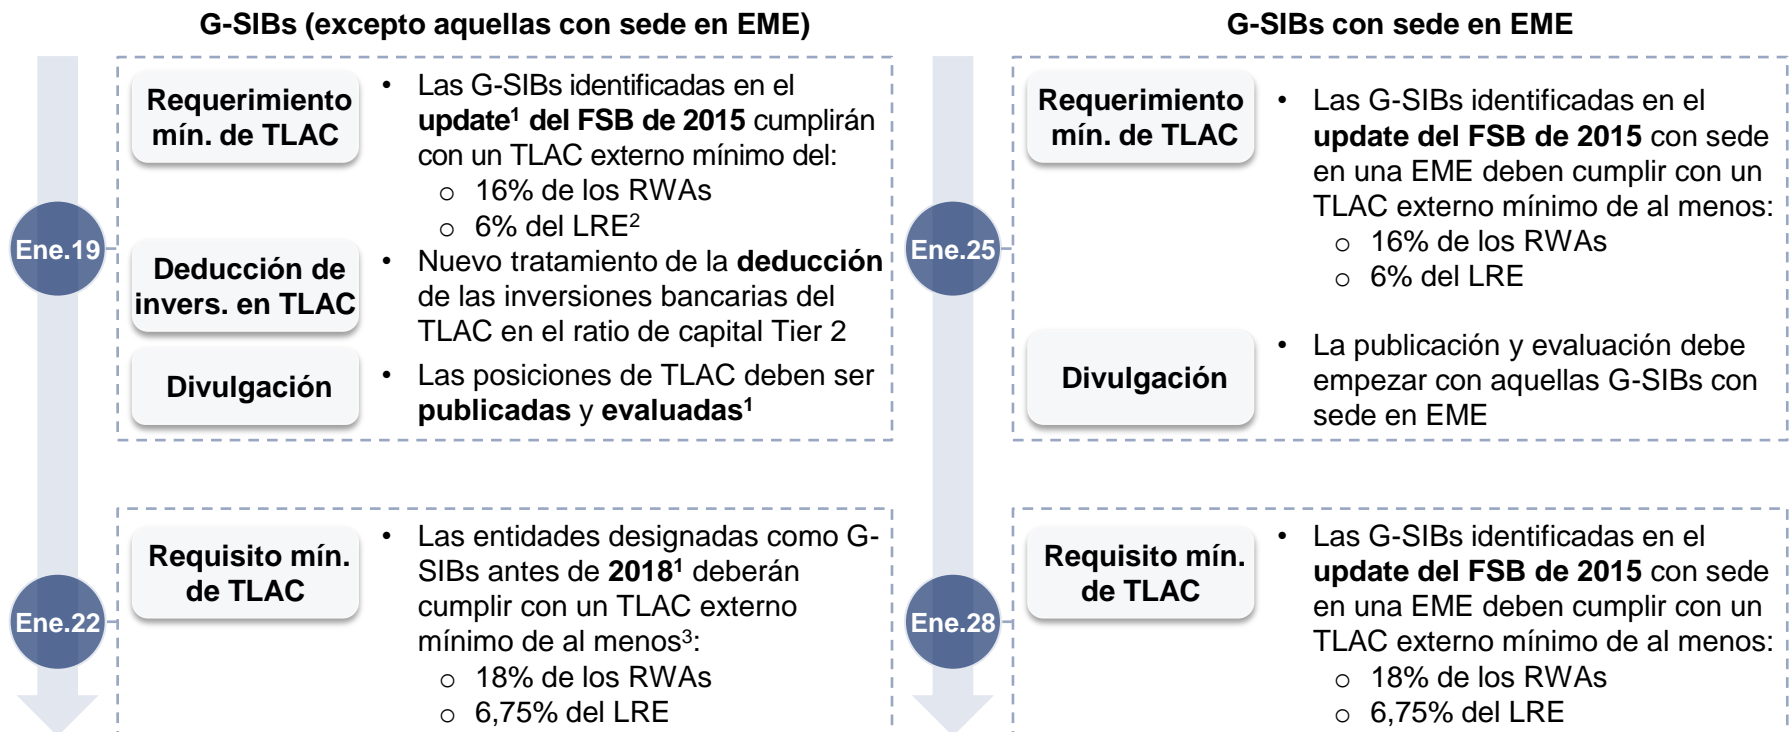 G-SIBs (excepto aquellas con sede en EME)
Ene.19
Requerimiento
mín. de TLAC
• Las G-SIBs identificadas en el
update¹ del FSB de 2015 cumplirán
con un TLAC externo mínimo del:
o 16% de los RWAs
o 6% del LRE²
Deducción de
invers. en TLAC
• Nuevo tratamiento de la deducción
de las inversiones bancarias del
TLAC en el ratio de capital Tier 2
Divulgación
• Las posiciones de TLAC deben ser
publicadas y evaluadas¹
Ene.22
Requisito mín.
de TLAC
• Las entidades designadas como G-
SIBs antes de 2018¹ deberán
cumplir con un TLAC externo
mínimo de al menos³:
o 18% de los RWAs
o 6,75% del LRE
G-SIBs con sede en EME
Ene.25
Requerimiento
mín. de TLAC
• Las G-SIBs identificadas en el
update del FSB de 2015 con sede
en una EME deben cumplir con un
TLAC externo mínimo de al menos:
o 16% de los RWAs
o 6% del LRE
Divulgación
• La publicación y evaluación debe
empezar con aquellas G-SIBs con
sede en EME
Ene.28
Requisito mín.
de TLAC
• Las G-SIBs identificadas en el
update del FSB de 2015 con sede
en una EME deben cumplir con un
TLAC externo mínimo de al menos:
o 18% de los RWAs
o 6,75% del LRE